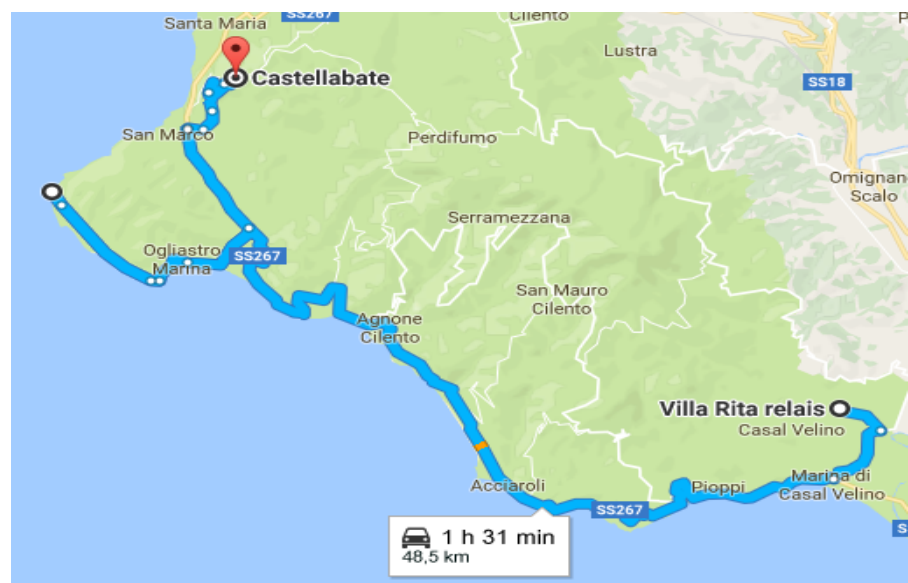 Santa Maria
SS267
Cilento
Castellabate
Lustra
SS18
San Marco
Perdifumo
Omignano
Scalo
Serramezzana
Ogliastro
Marina
SS267
San Mauro
Cilento
Agnone
Cilento
Villa Rita relais
Casal Velino
Acciaroli
Pioppi
Marina di
Casal Velino
SS267
1 h 31 min
48,5 km